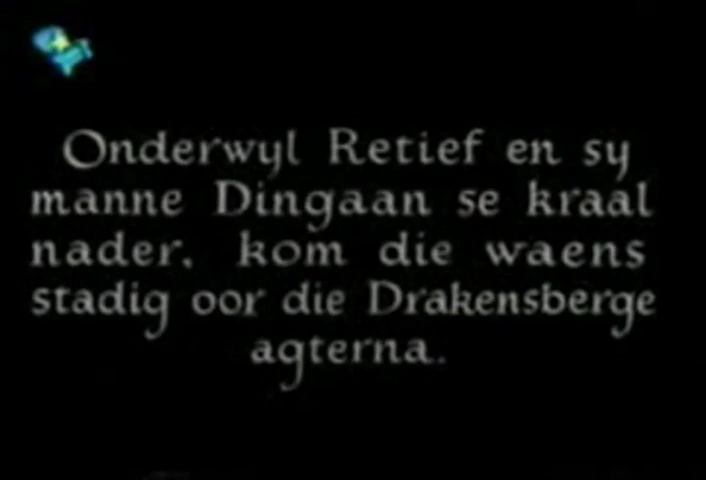 Onderwyl Retief en sy
manne Dingaan se kraal
nader, kom die waens
stadig oor die Drakensberge
agterna.